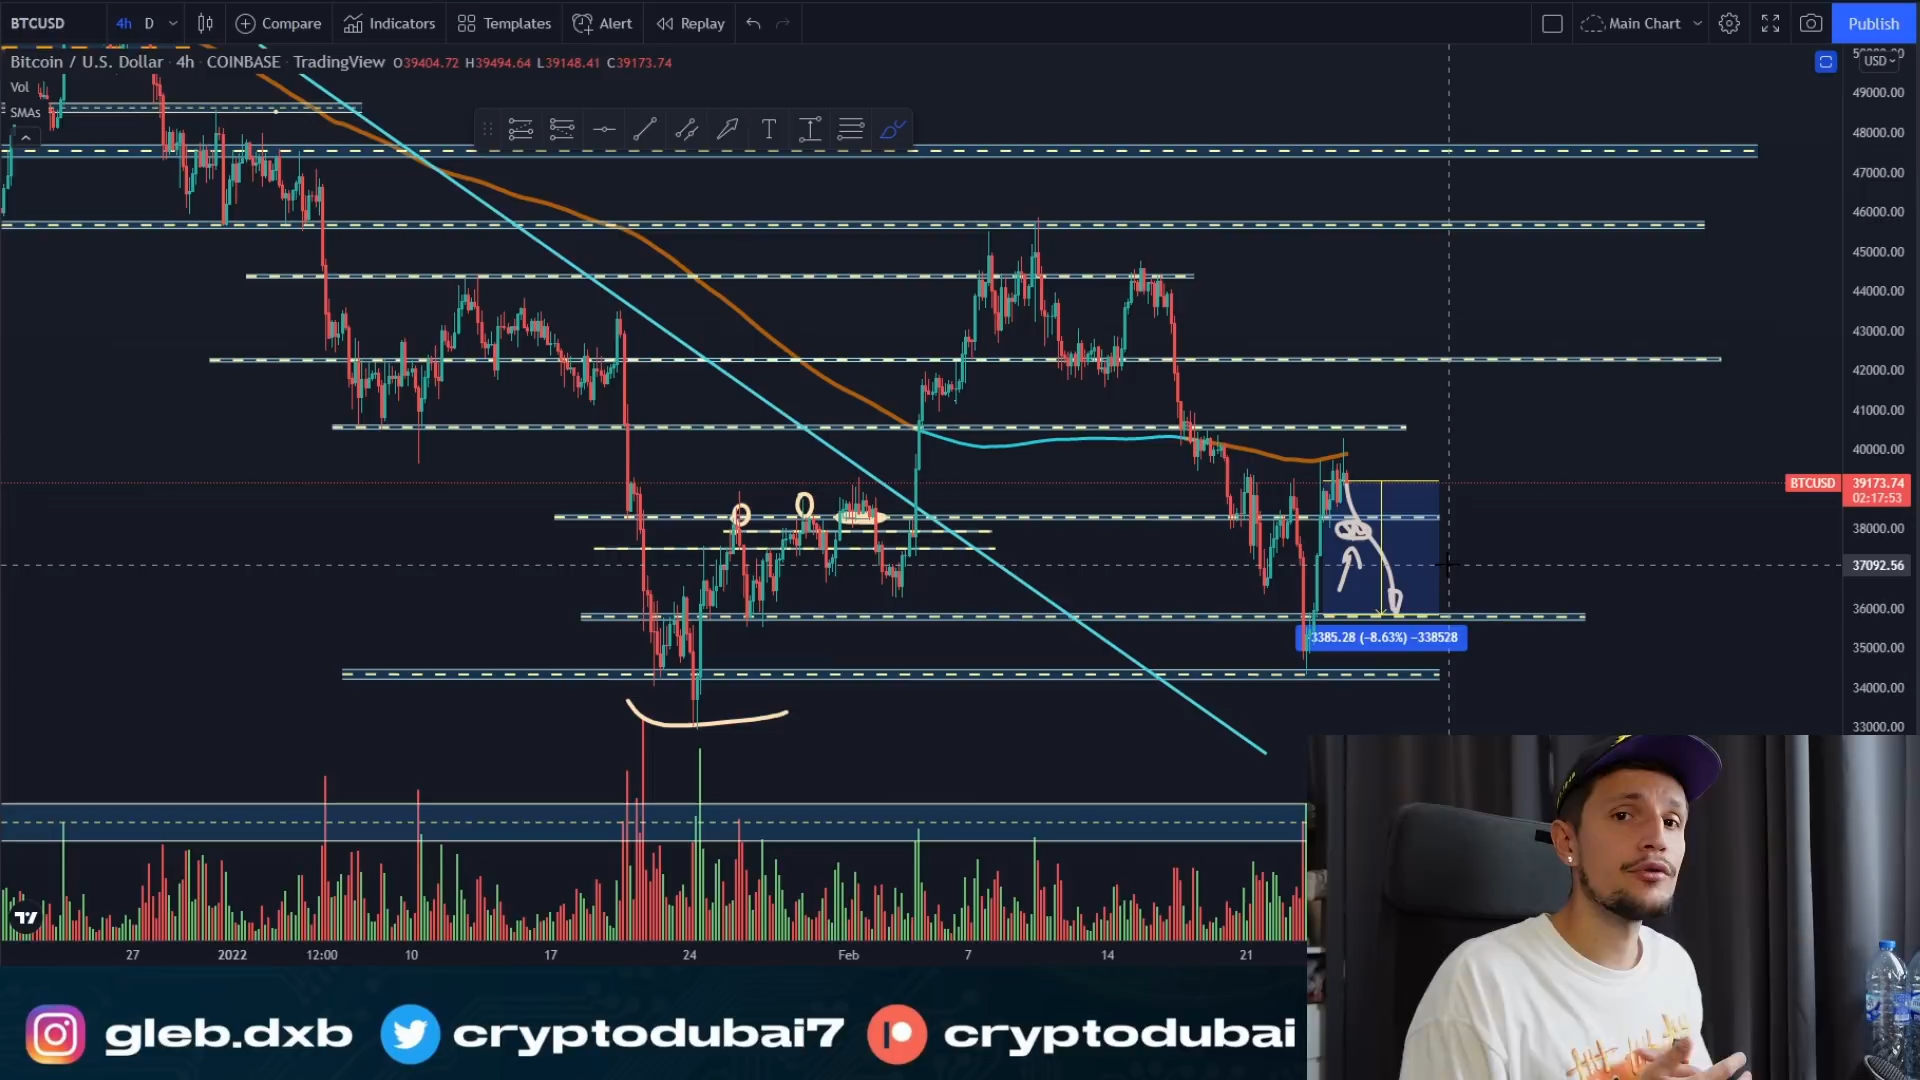 BTCUSD 4h D Compare Indicators Templates Alert Replay Main Chart Publish
Bitcoin / U.S. Dollar · 4h · COINBASE · TradingView O39404.72 H39494.64 L39148.41 C39173.74
USD
Vol
SMAs
49000.00
48000.00
47000.00
46000.00
45000.00
44000.00
43000.00
42000.00
41000.00
40000.00
BTCUSD 39173.74
02:17:53
38000.00
37092.56
36000.00
−3385.28 (−8.63%) −338528
35000.00
34000.00
33000.00
27 2022 12:00 10 17 24 Feb 7 14 21
gleb.dxb cryptodubai7 cryptodubai